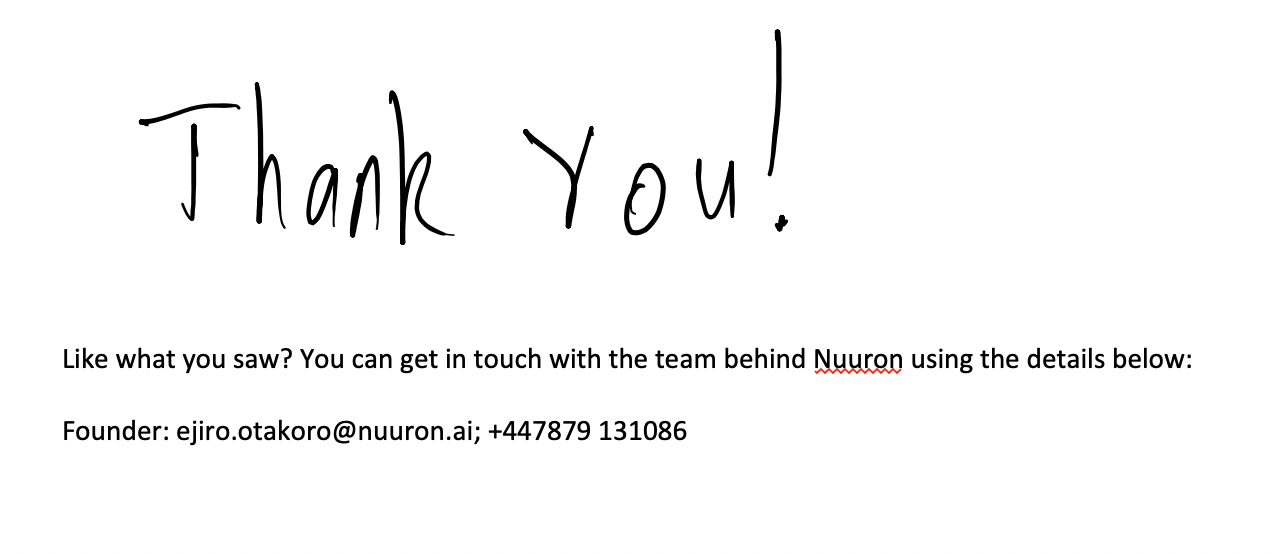 Thank You!
Like what you saw? You can get in touch with the team behind Nuuron using the details below:
Founder: ejiro.otakoro@nuuron.ai; +447879 131086